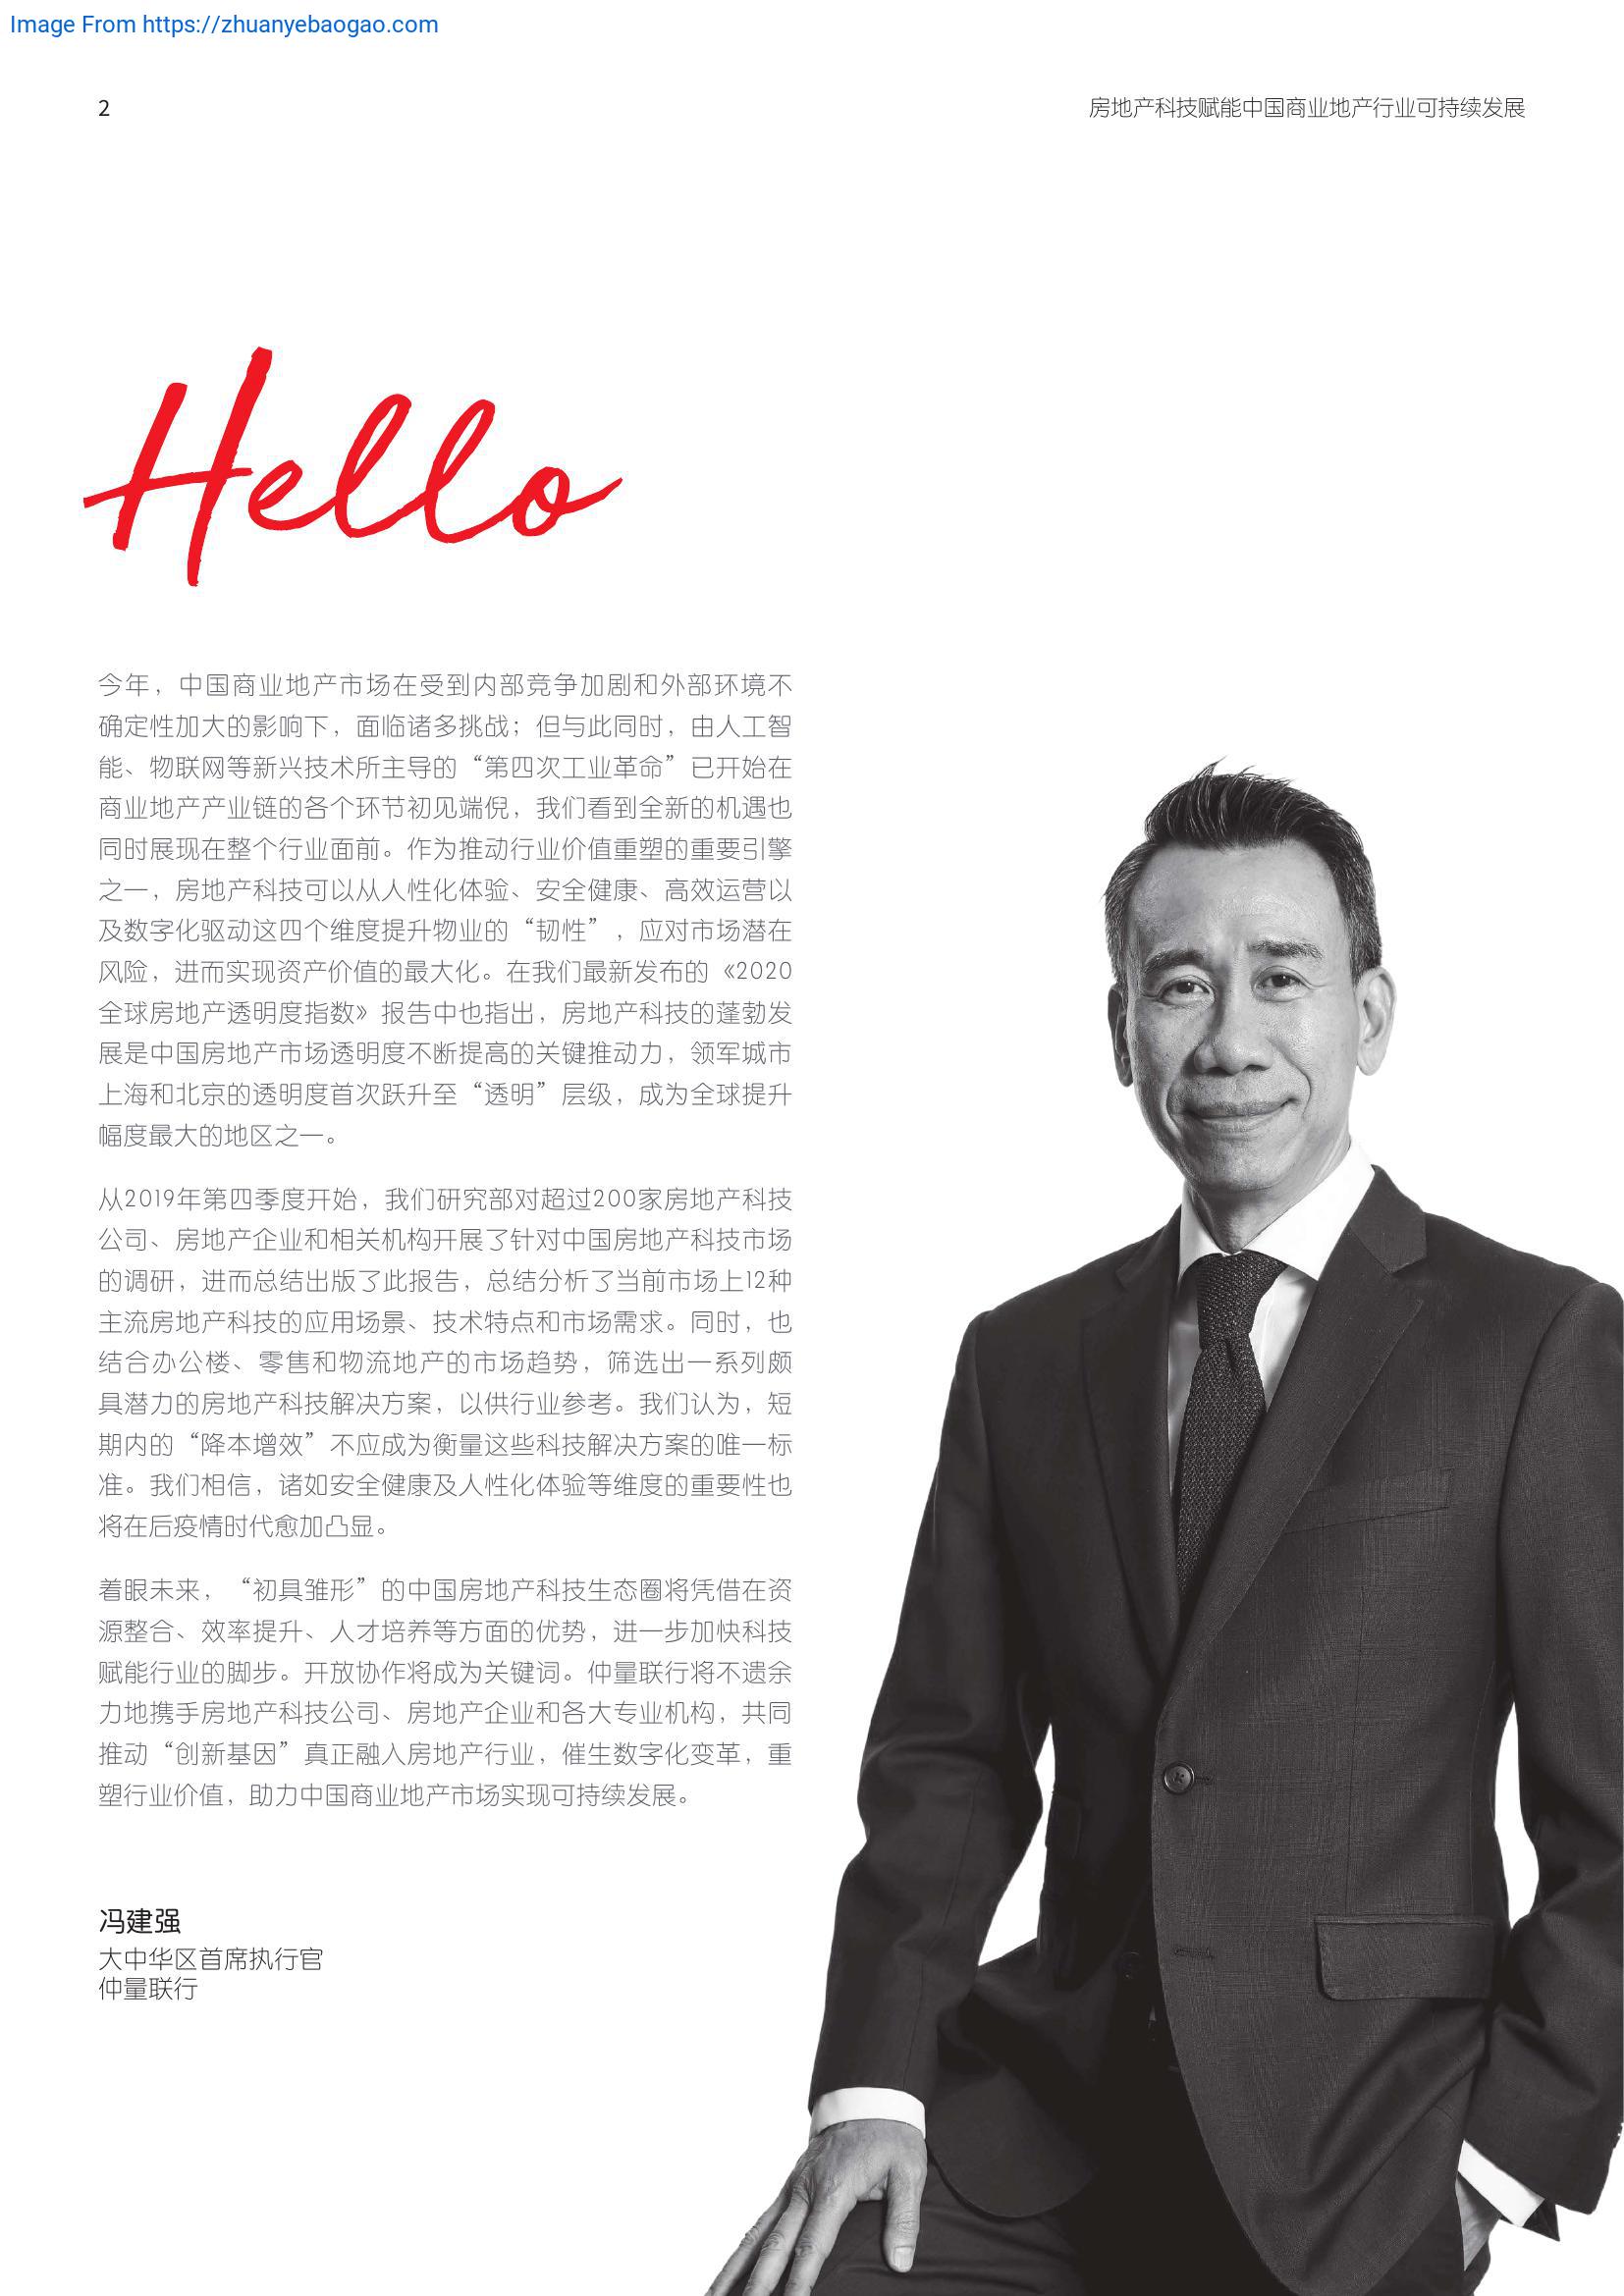 Image From https://zhuanyebaogao.com
2
房地产科技赋能中国商业地产行业可持续发展
Hello
今年，中国商业地产市场在受到内部竞争加剧和外部环境不
确定性加大的影响下，面临诸多挑战；但与此同时，由人工智
能、物联网等新兴技术所主导的“第四次工业革命”已开始在
商业地产产业链的各个环节初见端倪，我们看到全新的机遇也
同时展现在整个行业面前。作为推动行业价值重塑的重要引擎
之一，房地产科技可以从人性化体验、安全健康、高效运营以
及数字化驱动这四个维度提升物业的“韧性”，应对市场潜在
风险，进而实现资产价值的最大化。在我们最新发布的《2020
全球房地产透明度指数》报告中也指出，房地产科技的蓬勃发
展是中国房地产市场透明度不断提高的关键推动力，领军城市
上海和北京的透明度首次跃升至“透明”层级，成为全球提升
幅度最大的地区之一。
从2019年第四季度开始，我们研究部对超过200家房地产科技
公司、房地产企业和相关机构开展了针对中国房地产科技市场
的调研，进而总结出版了此报告，总结分析了当前市场上12种
主流房地产科技的应用场景、技术特点和市场需求。同时，也
结合办公楼、零售和物流地产的市场趋势，筛选出一系列颇
具潜力的房地产科技解决方案，以供行业参考。我们认为，短
期内的“降本增效”不应成为衡量这些科技解决方案的唯一标
准。我们相信，诸如安全健康及人性化体验等维度的重要性也
将在后疫情时代愈加凸显。
着眼未来，“初具雏形”的中国房地产科技生态圈将凭借在资
源整合、效率提升、人才培养等方面的优势，进一步加快科技
赋能行业的脚步。开放协作将成为关键词。仲量联行将不遗余
力地携手房地产科技公司、房地产企业和各大专业机构，共同
推动“创新基因”真正融入房地产行业，催生数字化变革，重
塑行业价值，助力中国商业地产市场实现可持续发展。
冯建强
大中华区首席执行官
仲量联行